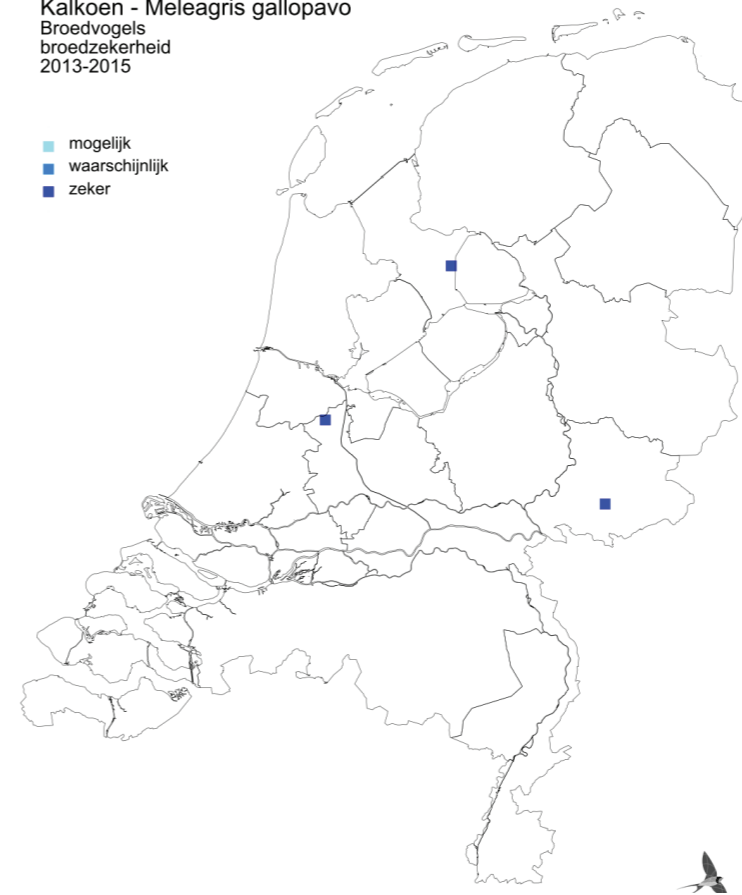 Kalkoen - Meleagris gallopavo
Broedvogels
broedzekerheid
2013-2015
mogelijk
waarschijnlijk
zeker